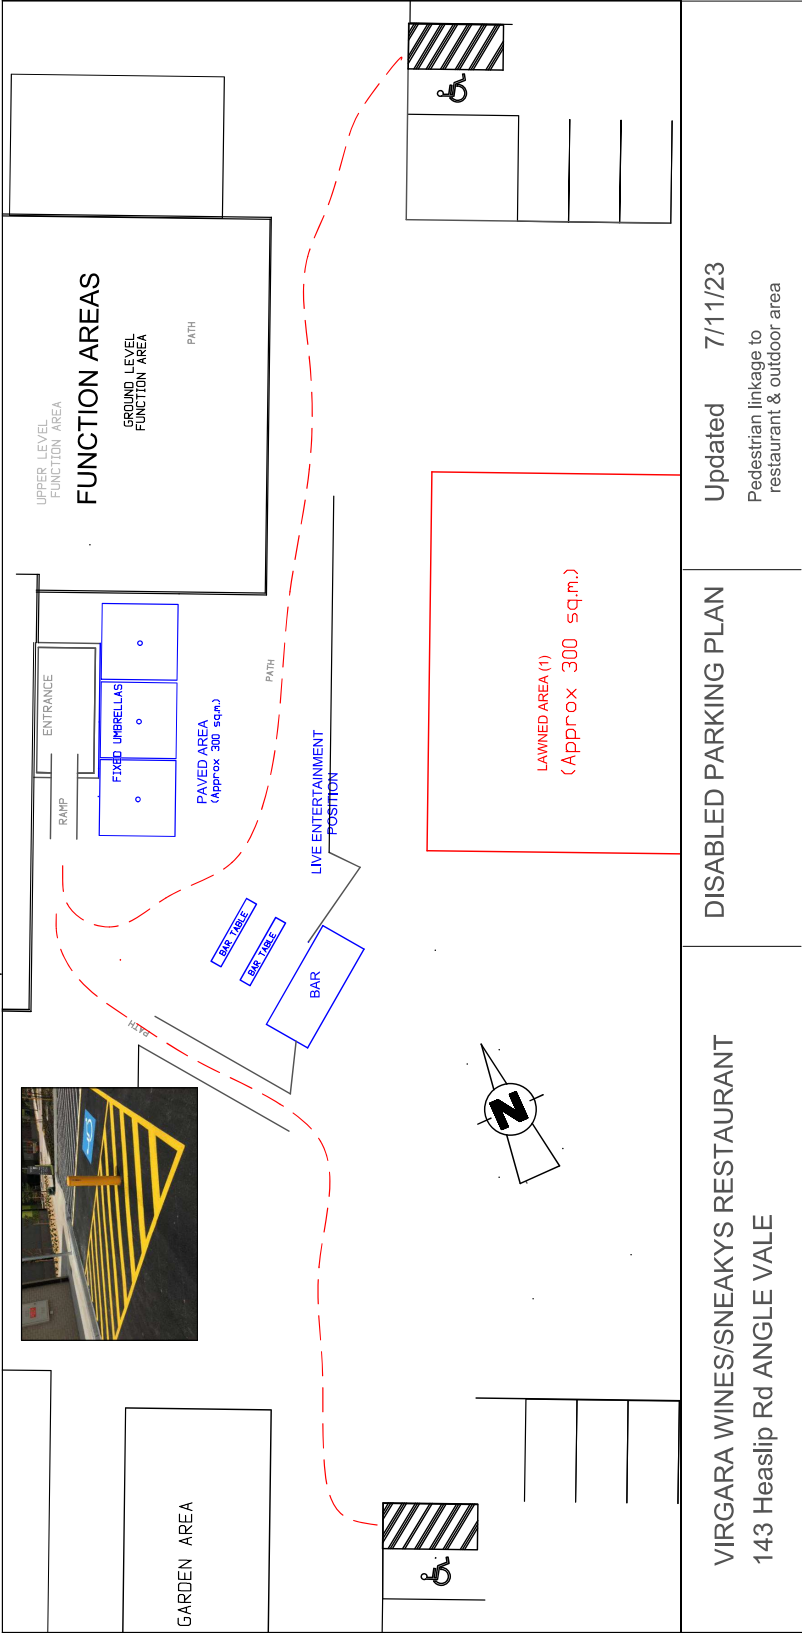 GARDEN AREA
PATH
RAMP
ENTRANCE
FIXED UMBRELLAS
PAVED AREA
(Approx 300 sq.m.)
PATH
BAR TABLE
BAR TABLE
BAR
LIVE ENTERTAINMENT
POSITION
UPPER LEVEL
FUNCTION AREA
FUNCTION AREAS
GROUND LEVEL
FUNCTION AREA
PATH
LAWNED AREA (1)
(Approx 300 sq.m.)
N
VIRGARA WINES/SNEAKYS RESTAURANT
143 Heaslip Rd ANGLE VALE
DISABLED PARKING PLAN
Updated 7/11/23
Pedestrian linkage to
restaurant & outdoor area